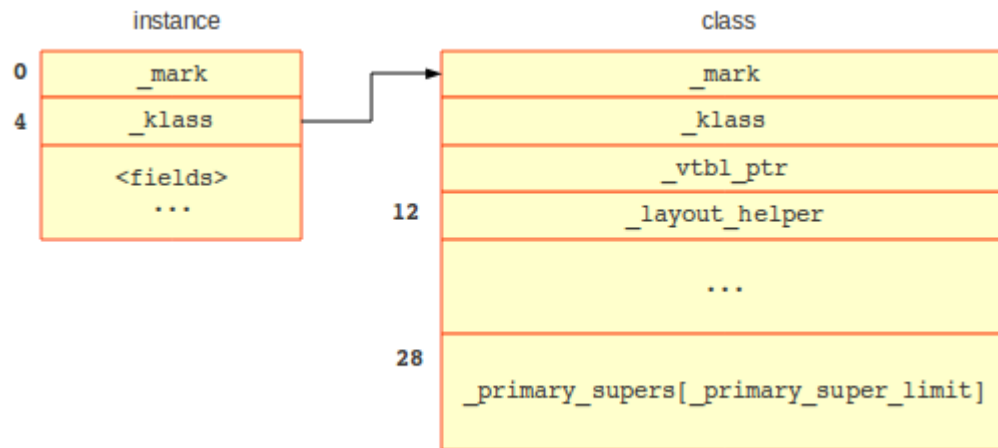 instance
0
_mark
4
_klass
<fields>
...
class
_mark
_klass
_vtbl_ptr
12
_layout_helper
...
28
_primary_supers[_primary_super_limit]